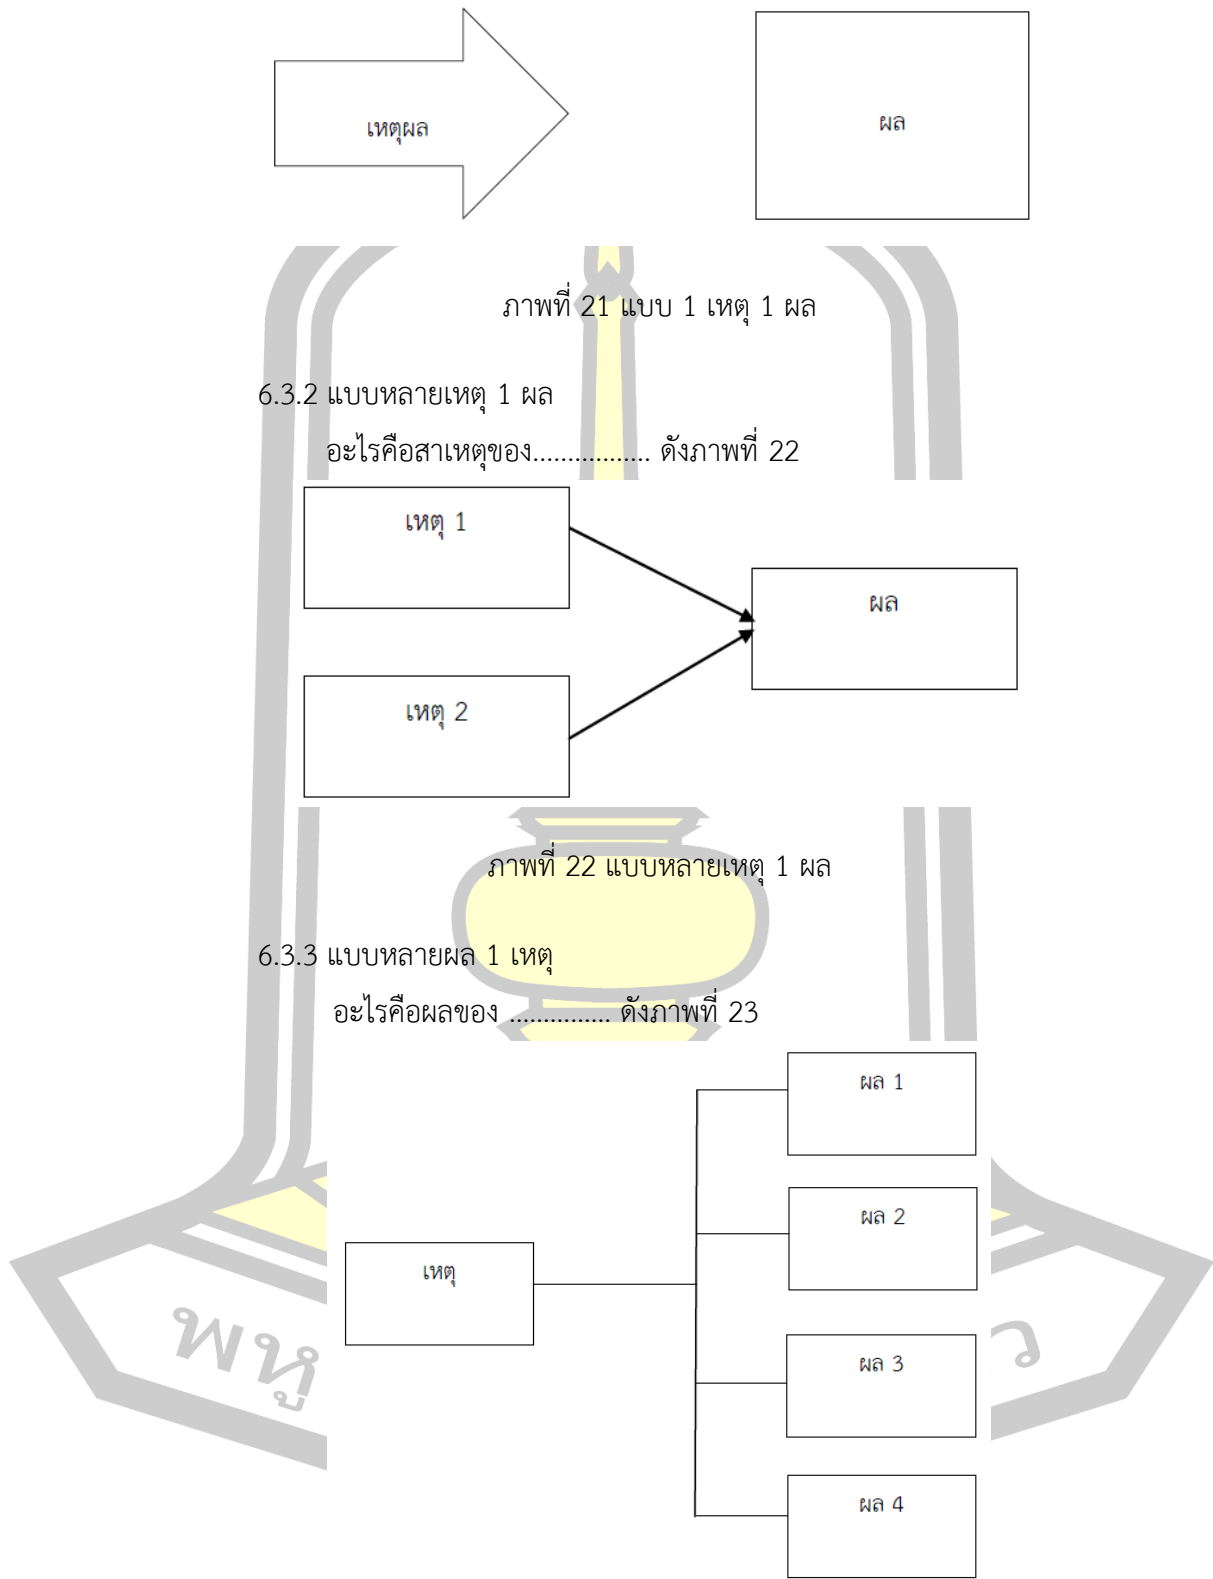 เหตุผล ผล
ภาพที่ 21 แบบ 1 เหตุ 1 ผล
6.3.2 แบบหลายเหตุ 1 ผล
อะไรคือสาเหตุของ................. ดังภาพที่ 22
เหตุ 1
ผล
เหตุ 2
ภาพที่ 22 แบบหลายเหตุ 1 ผล
6.3.3 แบบหลายผล 1 เหตุ
อะไรคือผลของ ............... ดังภาพที่ 23
ผล 1
ผล 2
เหตุ
ผล 3
ผล 4